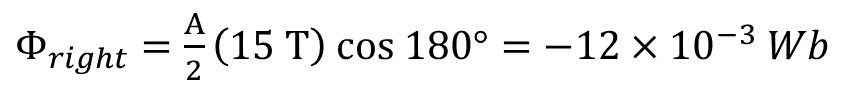 Φ_right = A/2 (15 T) cos 180° = −12 × 10⁻³ Wb